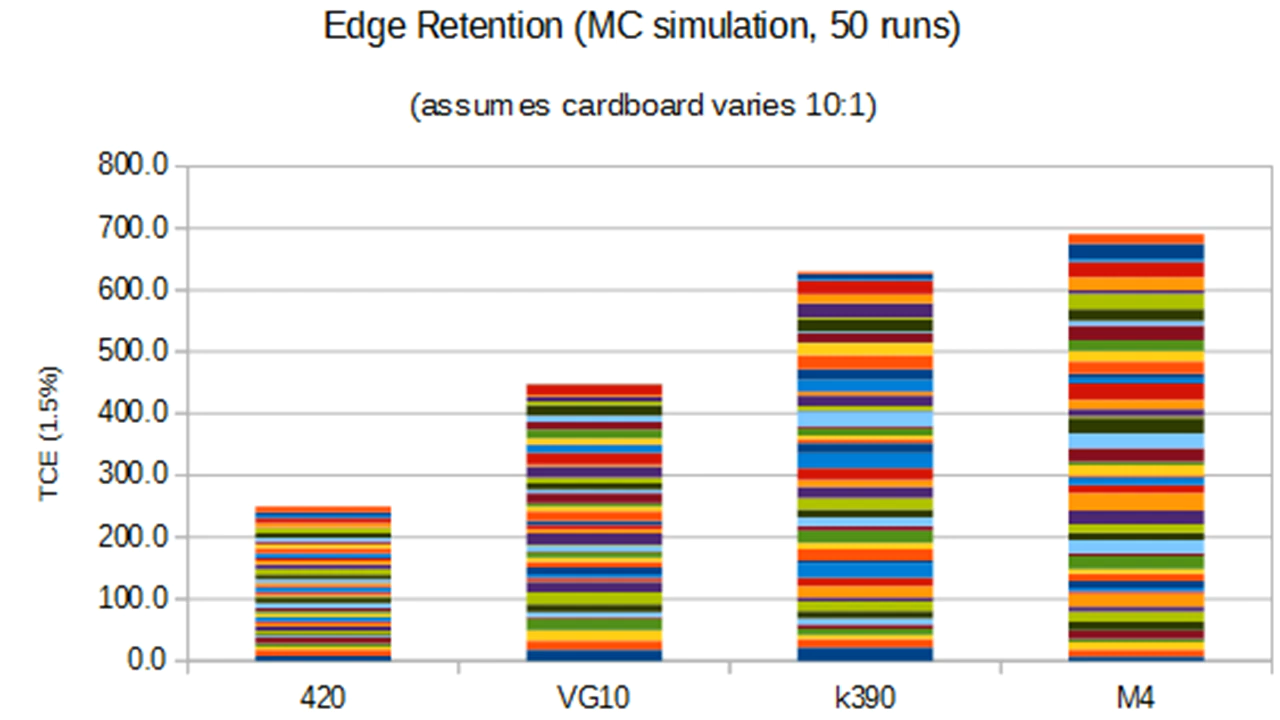 Edge Retention (MC simulation, 50 runs)
(assumes cardboard varies 10:1)
800.0
700.0
600.0
500.0
400.0
300.0
200.0
100.0
0.0
TCE (1.5%)
420 VG10 k390 M4